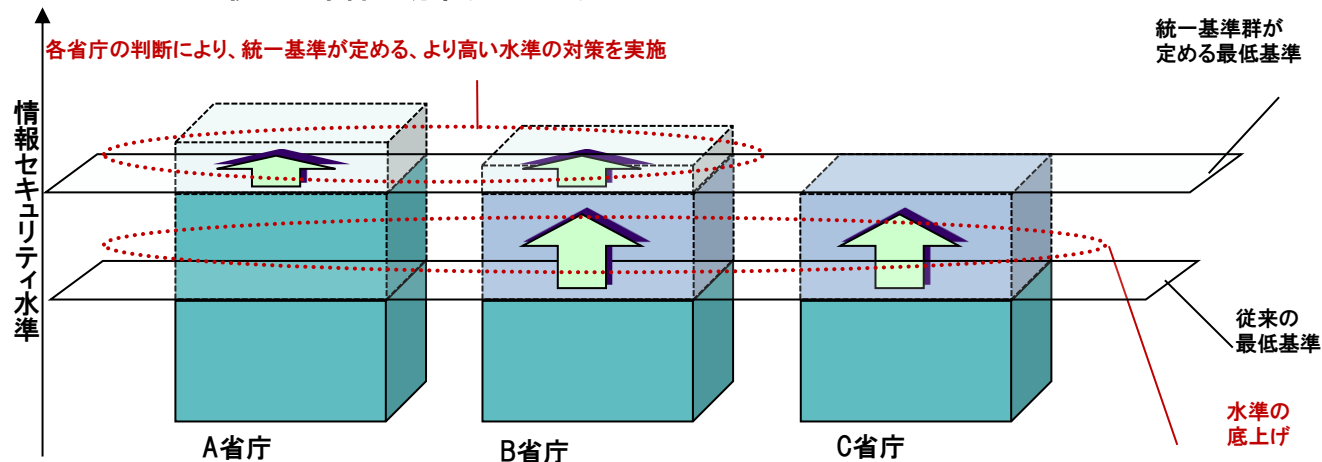 各省庁の判断により、統一基準が定める、より高い水準の対策を実施
統一基準群が
定める最低基準
情報セキュリティ水準
従来の
最低基準
水準の
底上げ
A省庁
B省庁
C省庁